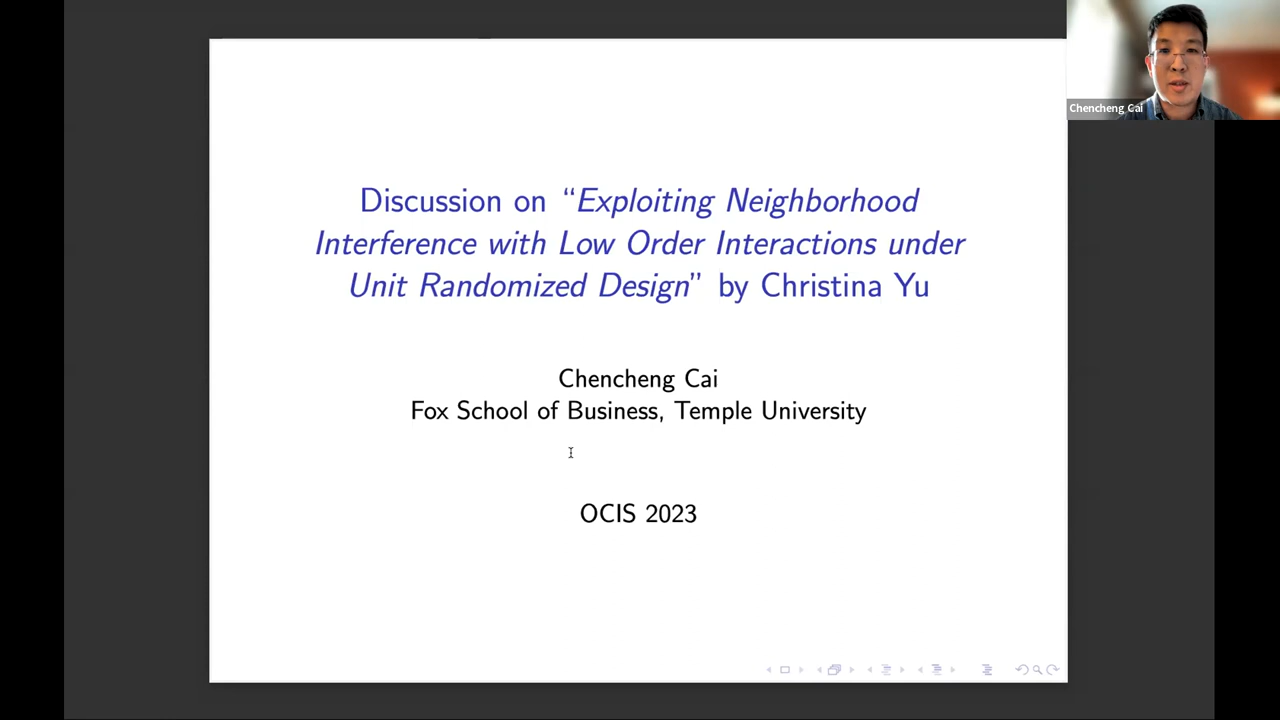 Chencheng Cai
Discussion on “Exploiting Neighborhood
Interference with Low Order Interactions under
Unit Randomized Design” by Christina Yu
Chencheng Cai
Fox School of Business, Temple University
OCIS 2023